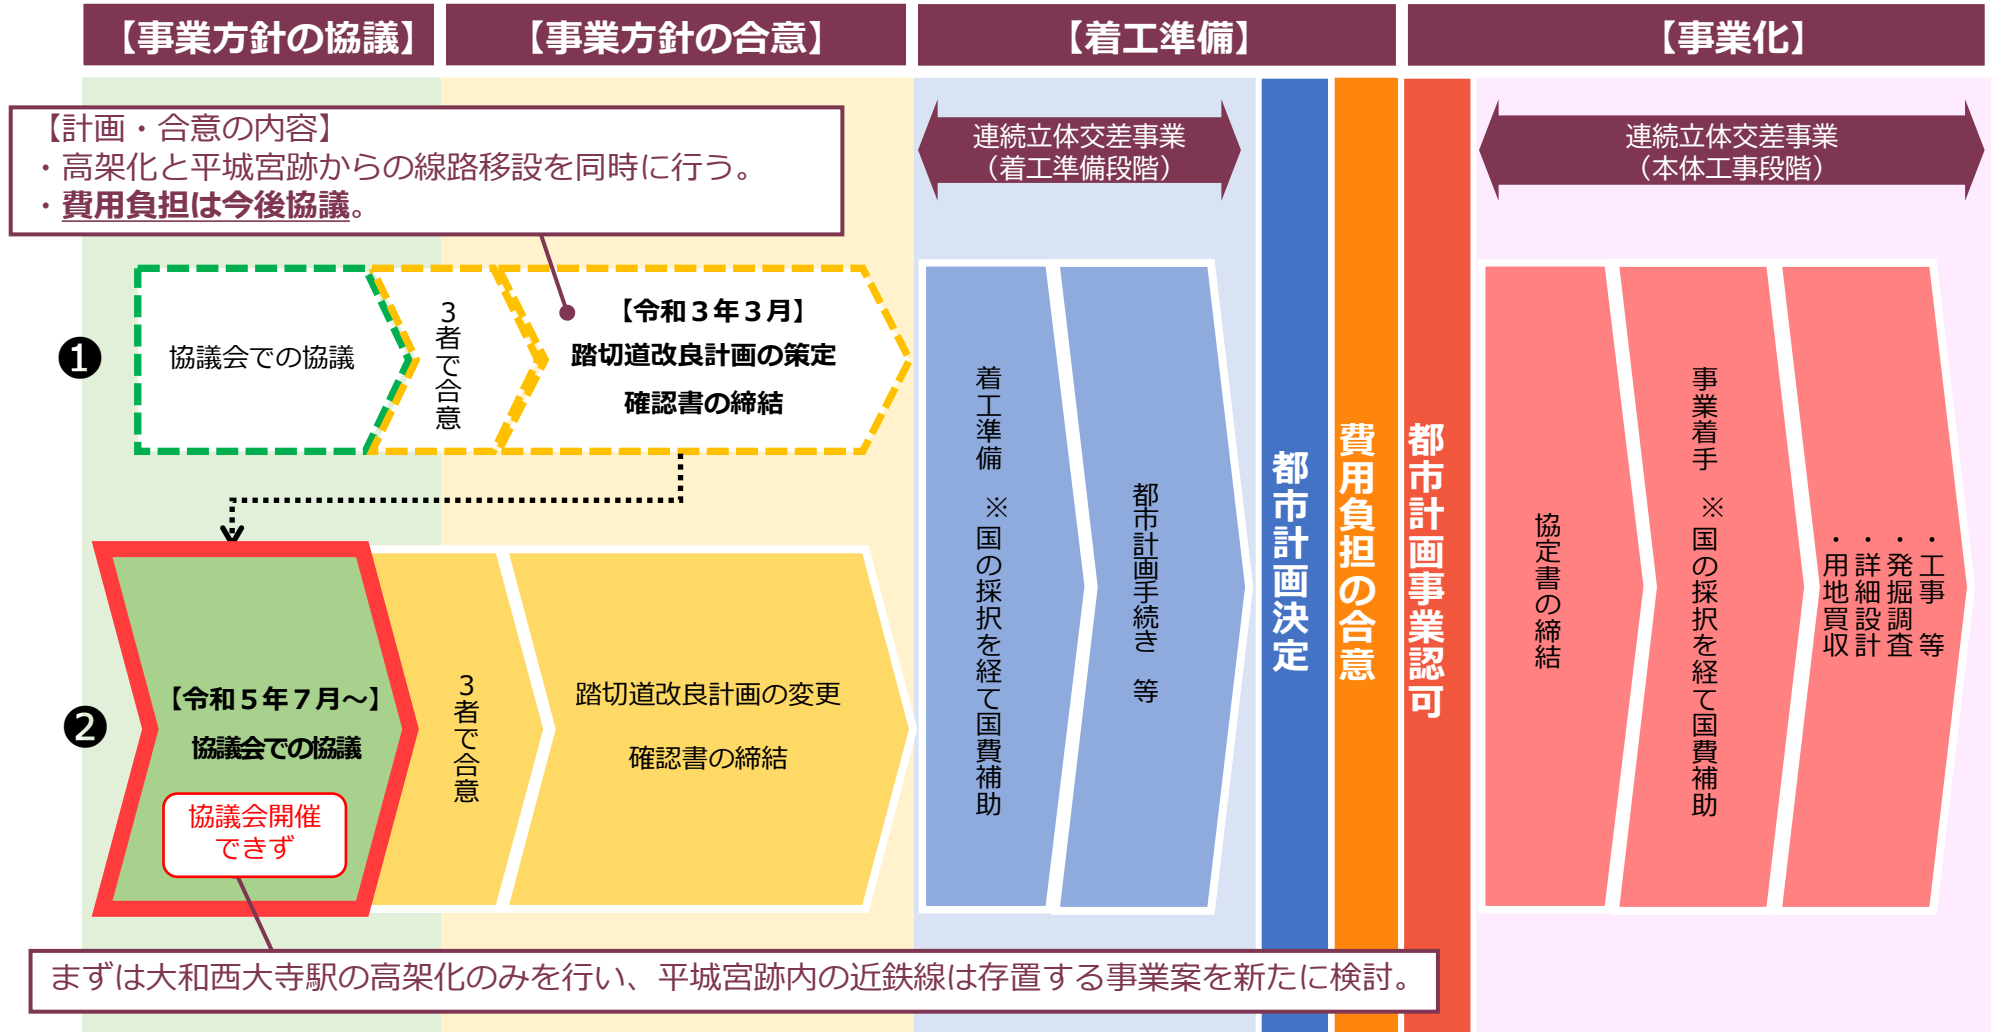 【事業方針の協議】
【事業方針の合意】
【着工準備】
【事業化】
【計画・合意の内容】
・高架化と平城宮跡からの線路移設を同時に行う。
・費用負担は今後協議。
連続立体交差事業
（着工準備段階）
連続立体交差事業
（本体工事段階）
❶
協議会での協議
３者で合意
【令和３年３月】
踏切道改良計画の策定
確認書の締結
❷
【令和５年７月～】
協議会での協議
協議会開催
できず
３者で合意
踏切道改良計画の変更
確認書の締結
着工準備　※国の採択を経て国費補助
都市計画手続き　等
都市計画決定
費用負担の合意
都市計画事業認可
協定書の締結
事業着手　※国の採択を経て国費補助
・工事　等
・発掘調査
・詳細設計
・用地買収
まずは大和西大寺駅の高架化のみを行い、平城宮跡内の近鉄線は存置する事業案を新たに検討。